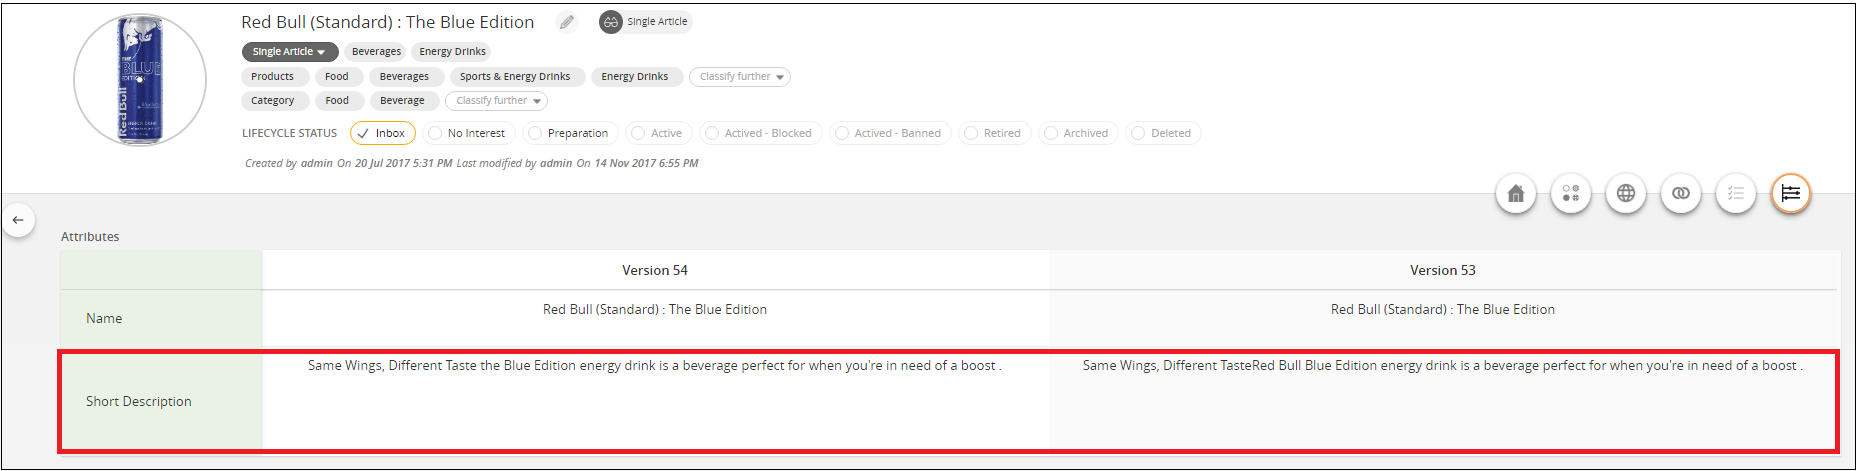 Red Bull (Standard) : The Blue Edition
Single Article
Single Article Beverages Energy Drinks
Products Food Beverages Sports & Energy Drinks Energy Drinks Classify further
Category Food Beverage Classify further
LIFECYCLE STATUS Inbox No Interest Preparation Active Actived - Blocked Actived - Banned Retired Archived Deleted
Created by admin On 20 Jul 2017 5:31 PM Last modified by admin On 14 Nov 2017 6:55 PM
THE
BLUE
EDITION
Red Bull
Attributes
Version 54 Version 53
Name Red Bull (Standard) : The Blue Edition Red Bull (Standard) : The Blue Edition
Short Description Same Wings, Different Taste the Blue Edition energy drink is a beverage perfect for when you're in need of a boost . Same Wings, Different TasteRed Bull Blue Edition energy drink is a beverage perfect for when you're in need of a boost .